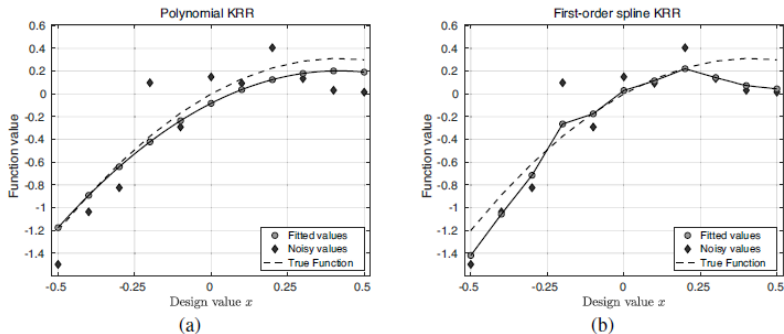 Polynomial KRR
0.6
0.4
0.2
0
-0.2
-0.4
-0.6
-0.8
-1
-1.2
-1.4
Function value
Fitted values
Noisy values
True Function
-0.5
-0.25
0
0.25
0.5
Design value x
(a)
First-order spline KRR
0.6
0.4
0.2
0
-0.2
-0.4
-0.6
-0.8
-1
-1.2
-1.4
Function value
Fitted values
Noisy values
True Function
-0.5
-0.25
0
0.25
0.5
Design value x
(b)